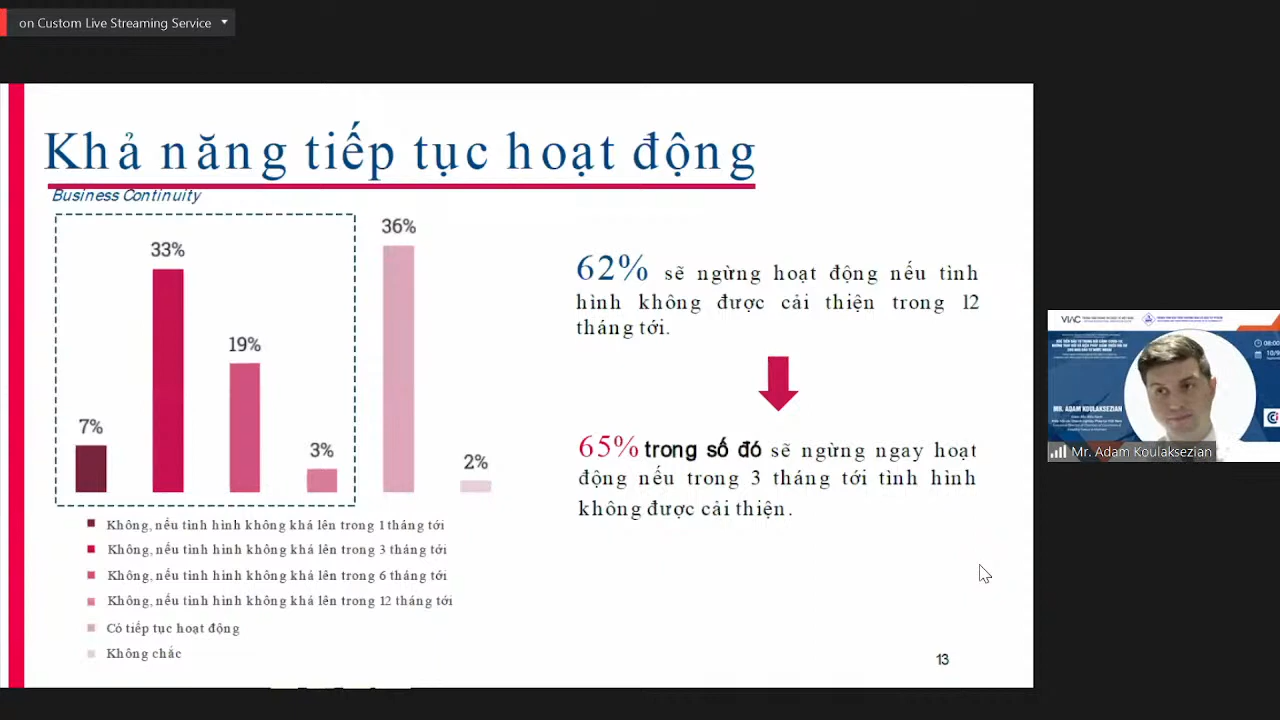 on Custom Live Streaming Service
Khả năng tiếp tục hoạt động
Business Continuity
7%
33%
19%
3%
36%
2%
62% sẽ ngừng hoạt động nếu tình
hình không được cải thiện trong 12
tháng tới.
65% trong số đó sẽ ngừng ngay hoạt
động nếu trong 3 tháng tới tình hình
không được cải thiện.
Không, nếu tình hình không khá lên trong 1 tháng tới
Không, nếu tình hình không khá lên trong 3 tháng tới
Không, nếu tình hình không khá lên trong 6 tháng tới
Không, nếu tình hình không khá lên trong 12 tháng tới
Có tiếp tục hoạt động
Không chắc
13
VIAC
MR. ADAM KOULAKSEZIAN
Mr. Adam Koulaksezian